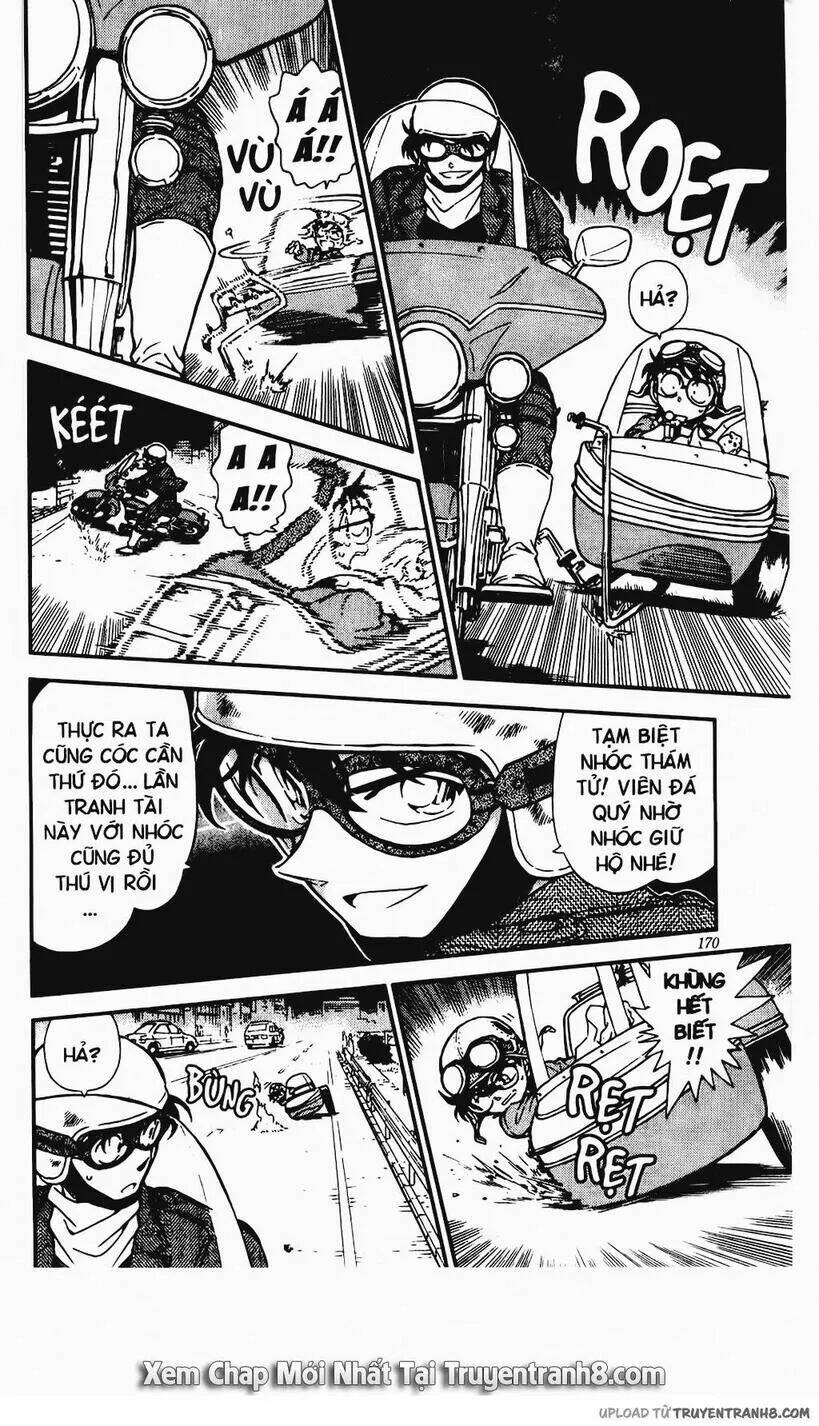 ROẸT
HẢ?
Á Á
Á!!
VÙ
VÙ
KÉÉT
A A
A!!
TẠM BIỆT
NHÓC THÁM
TỬ! VIÊN ĐÁ
QUÝ NHỜ
NHÓC GIỮ
HỘ NHÉ!
THỰC RA TA
CŨNG CÓC CẦN
THỨ ĐÓ... LẦN
TRANH TÀI
NÀY VỚI NHÓC
CŨNG ĐỦ
THÚ VỊ RỒI
...
170
KHÙNG
HẾT
BIẾT
!!
RẸT
RẸT
HẢ?
BÙNG
Xem Chap Mới Nhất Tại Truyentranh8.com
UPLOAD TỪ TRUYENTRANH8.COM